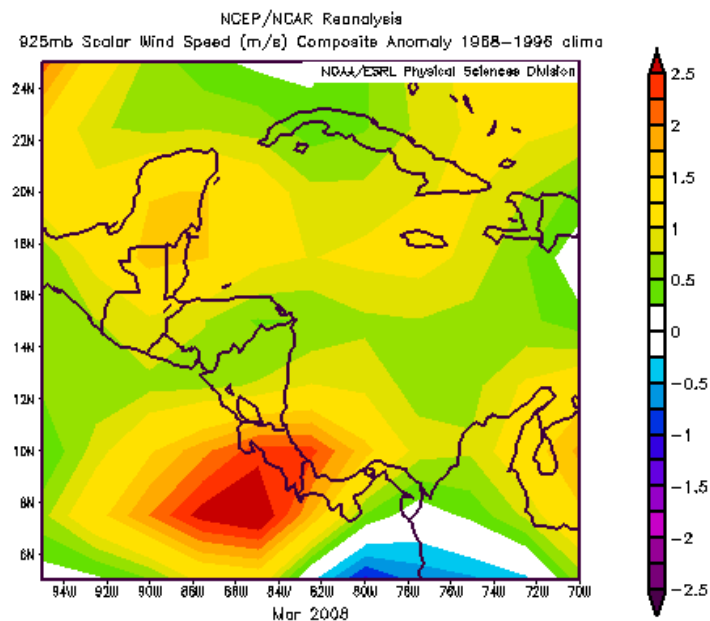 NCEP/NCAR Reanalysis
925mb Scalar Wind Speed (m/s) Composite Anomaly 1968-1996 climo
NOAA/ESRL Physical Sciences Division
24N
22N
20N
18N
16N
14N
12N
10N
8N
6N
94W 92W 90W 88W 86W 84W 82W 80W 78W 76W 74W 72W 70W
Mar 2008
2.5
2
1.5
1
0.5
0
-0.5
-1
-1.5
-2
-2.5